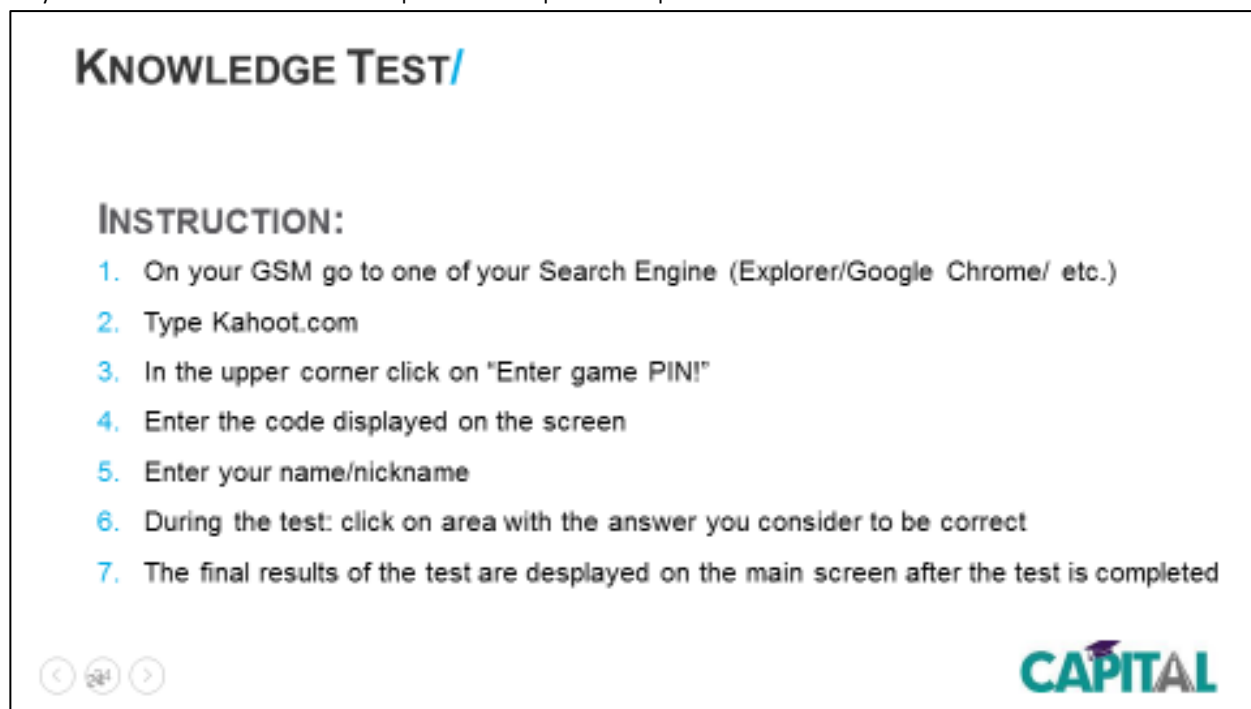 KNOWLEDGE TEST/
INSTRUCTION:
1. On your GSM go to one of your Search Engine (Explorer/Google Chrome/ etc.)
2. Type Kahoot.com
3. In the upper corner click on "Enter game PIN!"
4. Enter the code displayed on the screen
5. Enter your name/nickname
6. During the test: click on area with the answer you consider to be correct
7. The final results of the test are desplayed on the main screen after the test is completed
CAPITAL